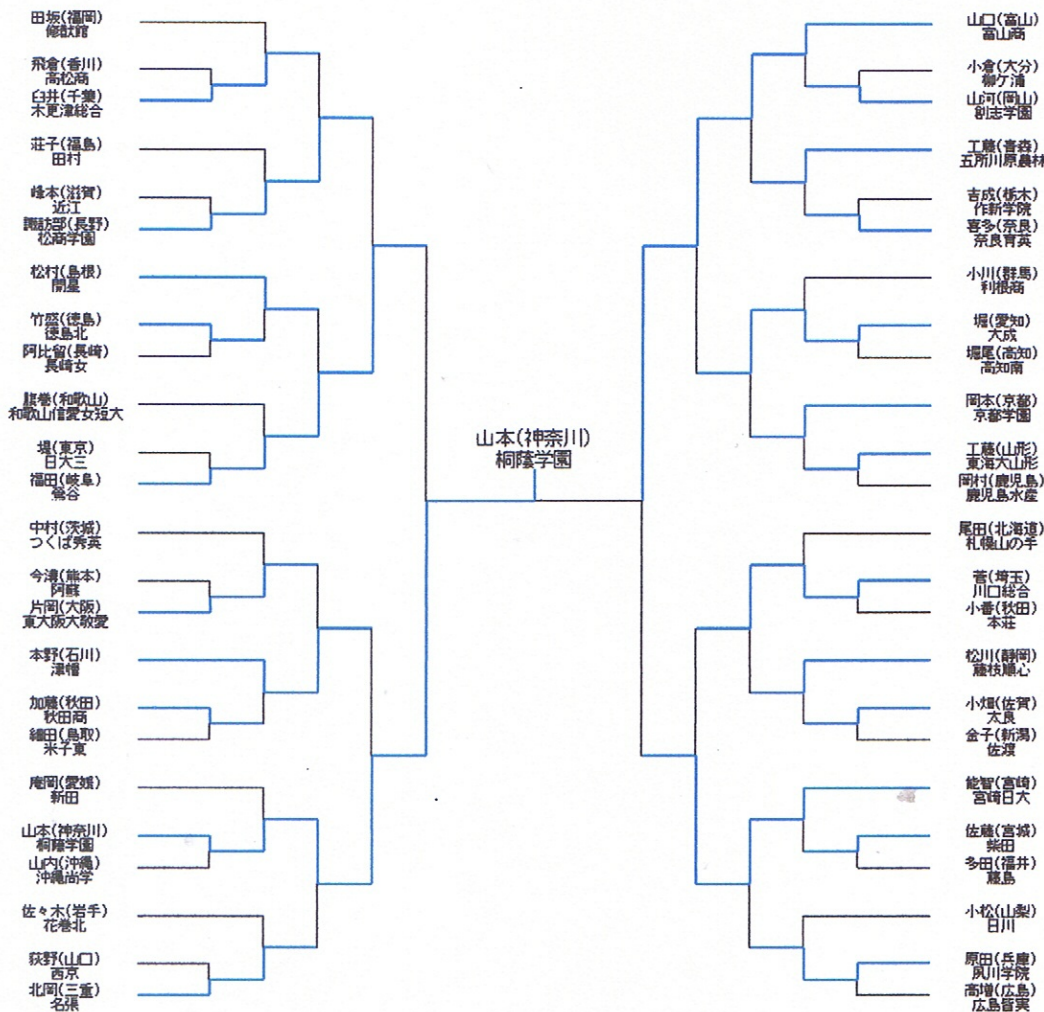 田坂(福岡)
修猷館
飛倉(香川)
高松商
臼井(千葉)
木更津総合
荘子(福島)
田村
峰本(滋賀)
近江
諏訪部(長野)
松商学園
松村(島根)
開星
竹盛(徳島)
徳島北
阿比留(長崎)
長崎女
腹巻(和歌山)
和歌山信愛女短大
堤(東京)
日大三
福田(岐阜)
鶯谷
中村(茨城)
つくば秀英
(熊本)
阿蘇
片岡(大阪)
東大阪大敬愛
本野(石川)
津幡
加藤(秋田)
秋田商
細田(鳥取)
米子東
庵岡(愛媛)
新田
山本(神奈川)
桐蔭学園
山内(沖縄)
沖縄尚学
佐々木(岩手)
花巻北
荻野(山口)
西京
北岡(三重)
名張
山本(神奈川)
桐蔭学園
山口(富山)
富山商
小倉(大分)
柳ケ浦
山河(岡山)
創志学園
工藤(青森)
五所川原農林
吉成(栃木)
作新学院
喜多(奈良)
奈良育英
小川(群馬)
利根商
堀(愛知)
大成
堀尾(高知)
高知南
岡本(京都)
京都学園
工藤(山形)
東海大山形
岡村(鹿児島)
鹿児島水産
尾田(北海道)
札幌山の手
菅(埼玉)
川口総合
小番(秋田)
本荘
松川(静岡)
藤枝順心
小畑(佐賀)
太良
金子(新潟)
佐渡
能智(宮崎)
宮崎日大
佐藤(宮城)
柴田
多田(福井)
藤島
小松(山梨)
日川
原田(兵庫)
夙川学院
高増(広島)
広島皆実